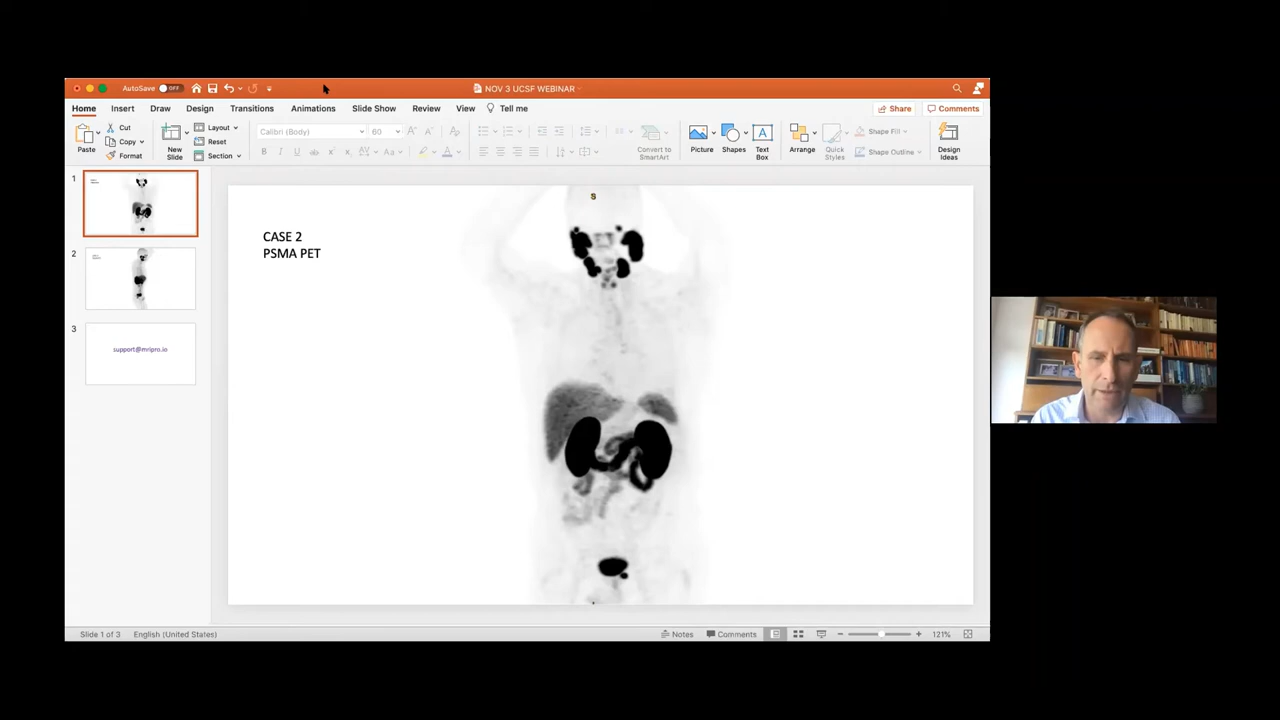 AutoSave OFF
NOV 3 UCSF WEBINAR
Home Insert Draw Design Transitions Animations Slide Show Review View Tell me Share Comments
Paste Cut Copy Format
New Slide Layout Reset Section
Calibri (Body) 60
Convert to SmartArt
Picture Shapes Text Box Arrange Quick Styles Shape Fill Shape Outline Design Ideas
1
2
3
support@mripro.io
S
CASE 2
PSMA PET
Slide 1 of 3 English (United States) Notes Comments 121%